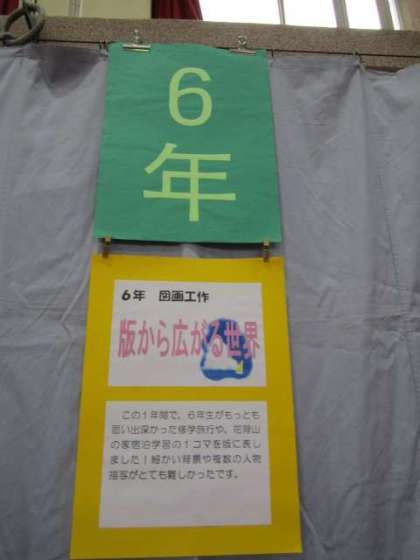 6
年
6年 図画工作
版から広がる世界
この1年間で、6年生がもっとも
思い出深かった修学旅行や、花背山
の家宿泊学習の1コマを版に表し
ました!細かい背景や複数の人物
描写がとても難しかったです。